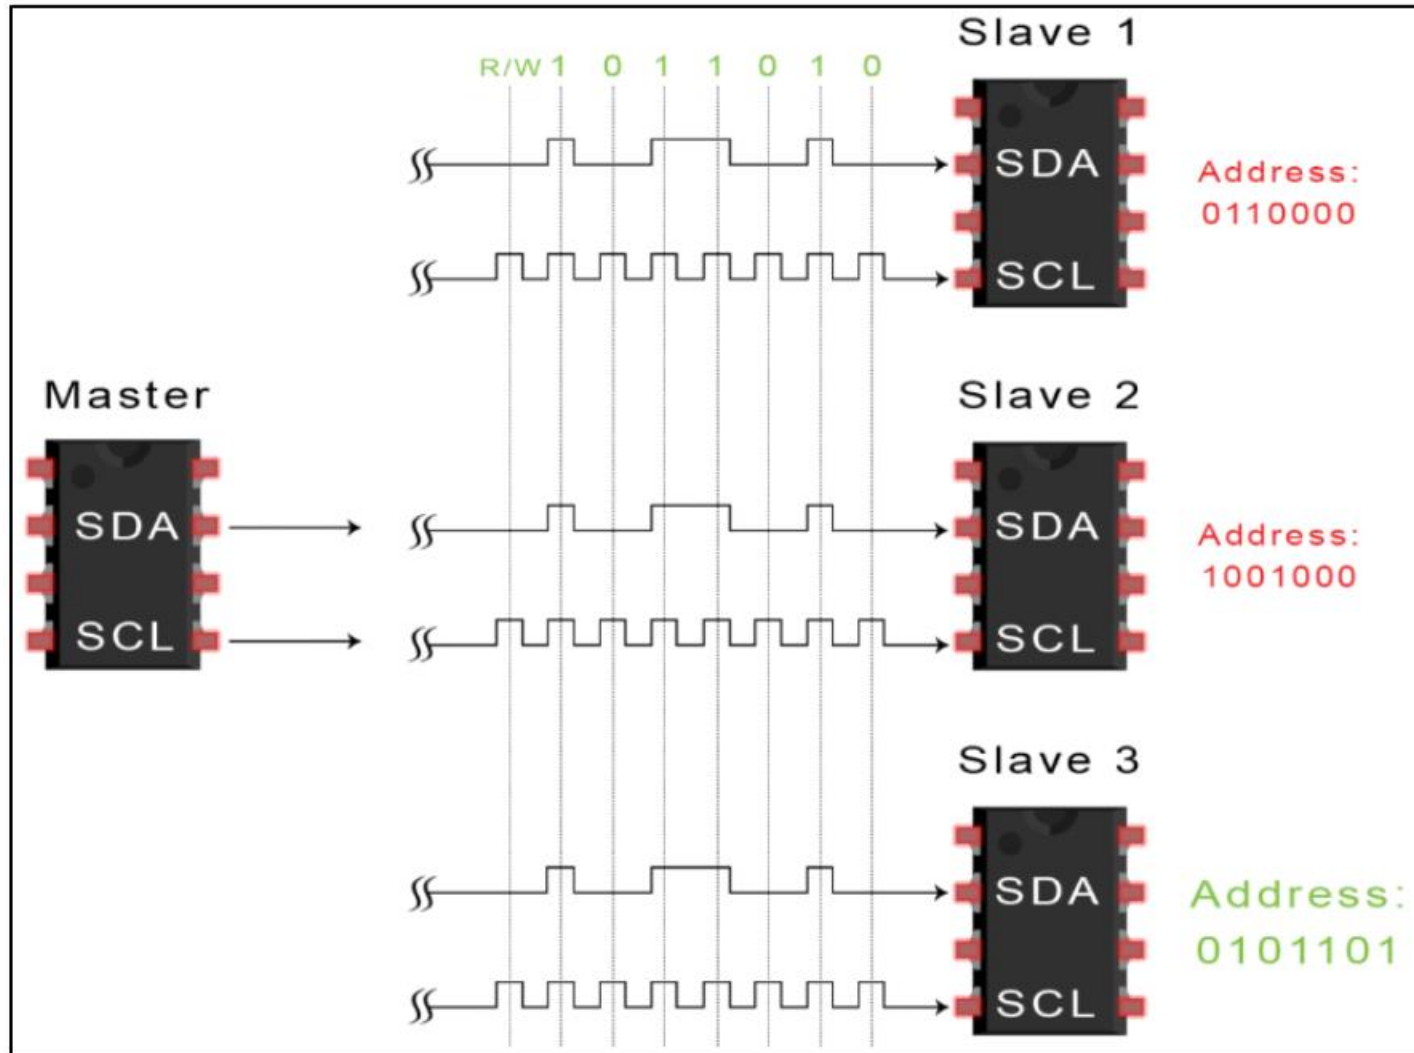 Slave 1
R/W 1 0 1 1 0 1 0
SDA
Address:
0110000
SCL
Master
SDA
SCL
Slave 2
SDA
Address:
1001000
SCL
Slave 3
SDA
Address:
0101101
SCL